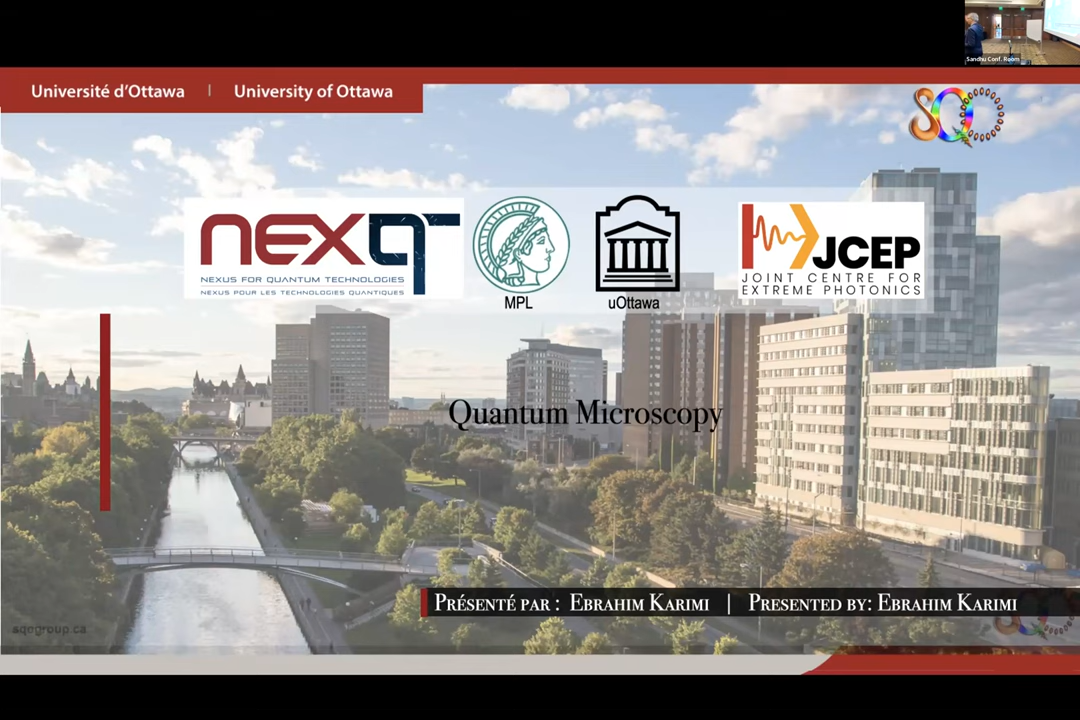 Sandhu Conf. Room
Université d'Ottawa | University of Ottawa
SQ
nexQT
NEXUS FOR QUANTUM TECHNOLOGIES
NEXUS POUR LES TECHNOLOGIES QUANTIQUES
MPL
uOttawa
JCEP
JOINT CENTRE FOR
EXTREME PHOTONICS
Quantum Microscopy
Présenté par : Ebrahim Karimi | Presented by: Ebrahim Karimi
sqogroup.ca